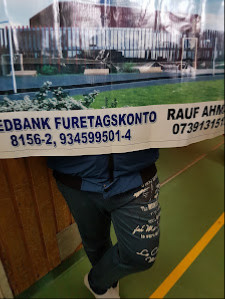 EDBANK FURETAGSKONTO
8156-2, 934599501-4
RAUF AHM
073913151